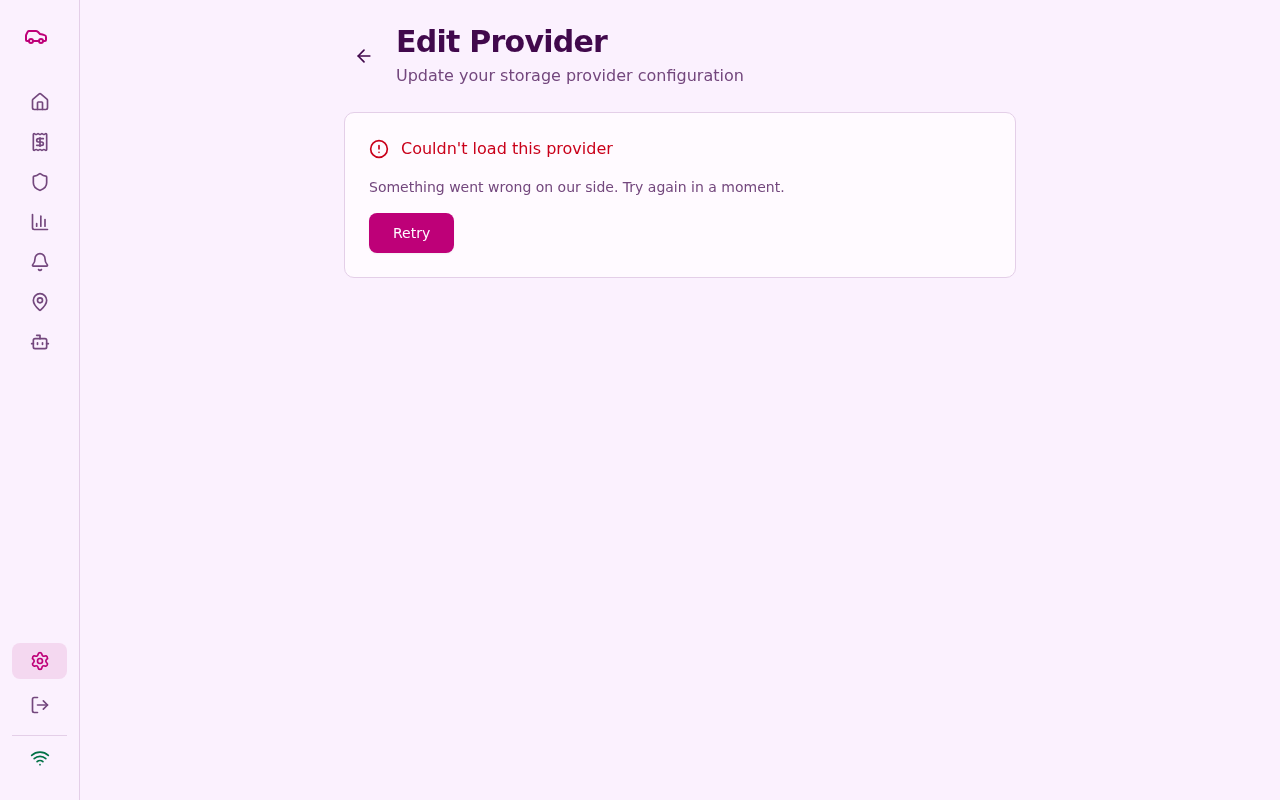 Edit Provider
Update your storage provider configuration
Couldn't load this provider
Something went wrong on our side. Try again in a moment.
Retry